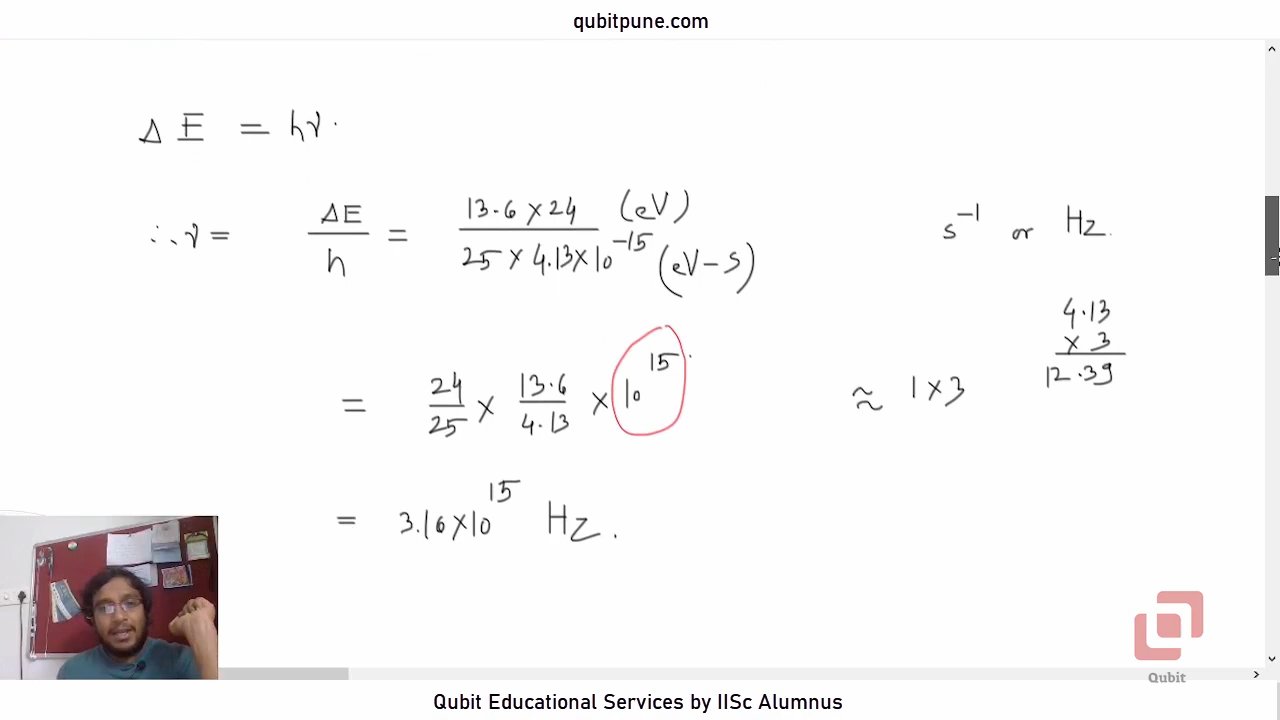 qubitpune.com
Δ E = hν.
∴ ν = ΔE / h = 13.6 × 24 (eV) / 25 × 4.13 × 10^-15 (eV-s)
s^-1 or Hz.
= 24/25 × 13.6/4.13 × 10^15
≈ 1 × 3
4.13
× 3
12.39
= 3.16 × 10^15 Hz.
Qubit
Qubit Educational Services by IISc Alumnus